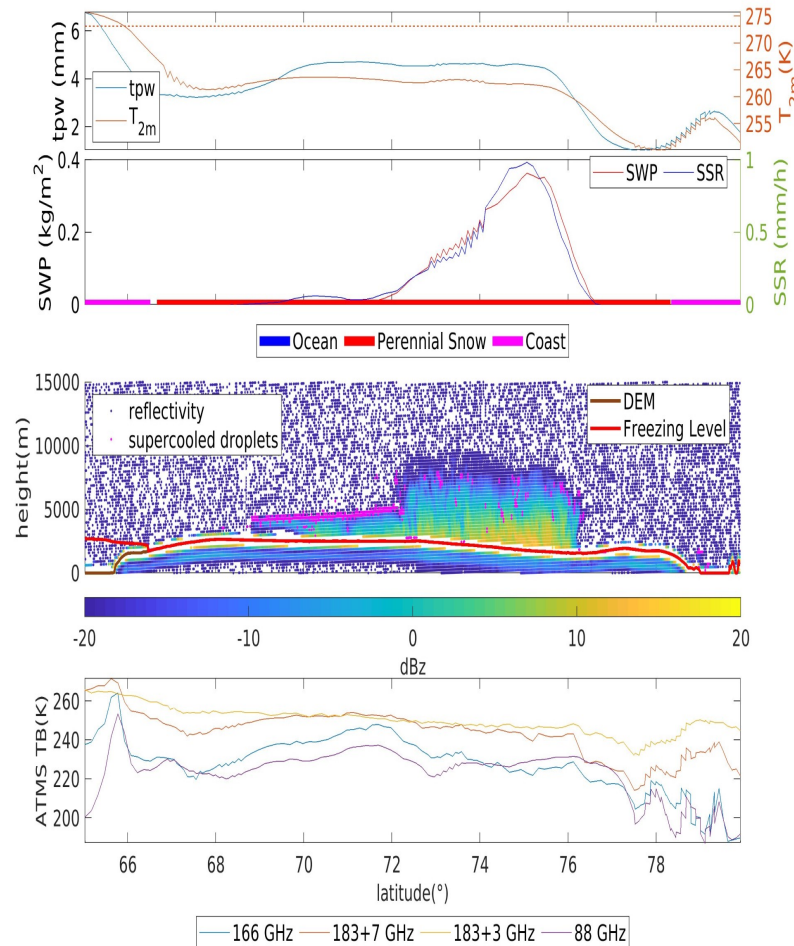 6
4
2
tpw (mm)
tpw
T2m
275
270
265
260
255
T2m(K)
0.4
0.2
0
SWP (kg/m²)
SWP
SSR
1
0.5
0
SSR (mm/h)
Ocean
Perennial Snow
Coast
15000
10000
5000
0
height(m)
reflectivity
supercooled droplets
DEM
Freezing Level
-20
-10
0
10
20
dBz
260
240
220
200
ATMS TB(K)
66
68
70
72
74
76
78
latitude(°)
166 GHz
183+7 GHz
183+3 GHz
88 GHz